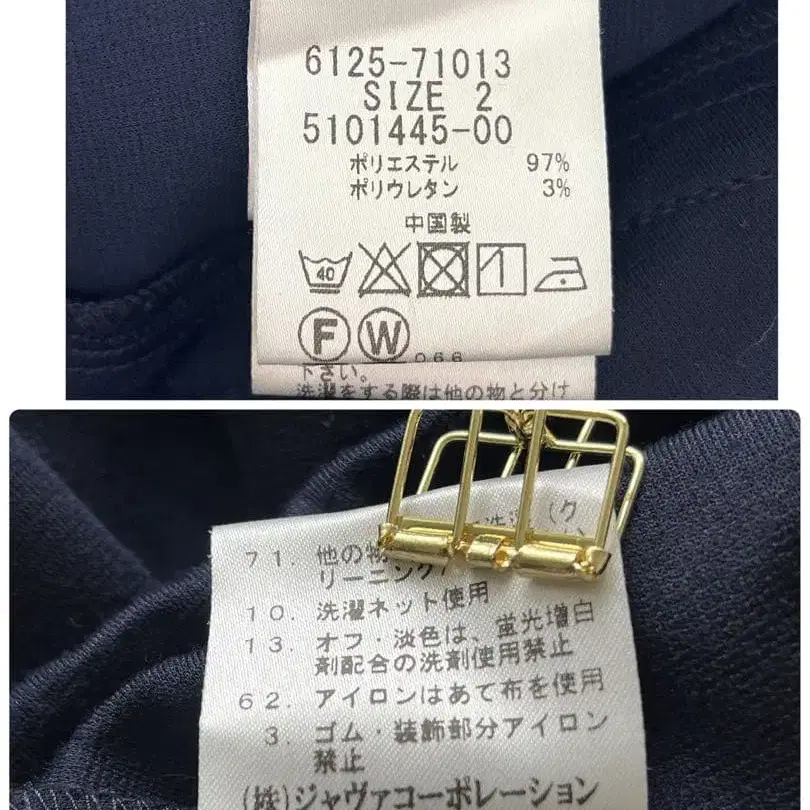 6125-71013
SIZE 2
5101445-00
ポリエステル 97%
ポリウレタン 3%
中国製
40
F W 066
下さい。
洗濯をする際は他の物と分け
71. 他の物 洗濯(ク
リーニング)
10. 洗濯ネット使用
13. オフ・淡色は、蛍光増白
剤配合の洗剤使用禁止
62. アイロンはあて布を使用
3. ゴム・装飾部分アイロン
禁止
(株)ジャヴァコーポレーション